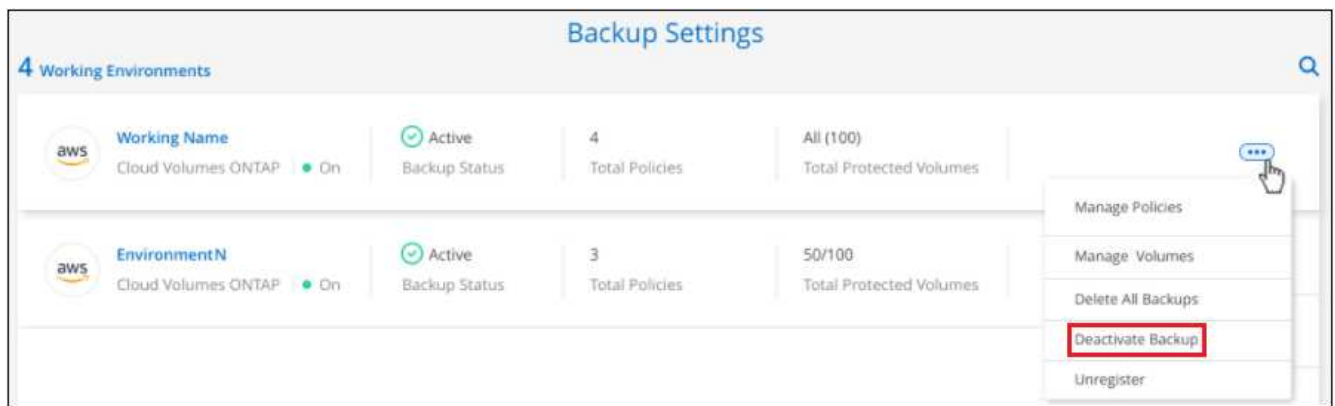 Backup Settings
4 Working Environments
aws
Working Name
Cloud Volumes ONTAP
On
Active
Backup Status
4
Total Policies
All (100)
Total Protected Volumes
Manage Policies
Manage Volumes
Delete All Backups
Deactivate Backup
Unregister
aws
EnvironmentN
Cloud Volumes ONTAP
On
Active
Backup Status
3
Total Policies
50/100
Total Protected Volumes